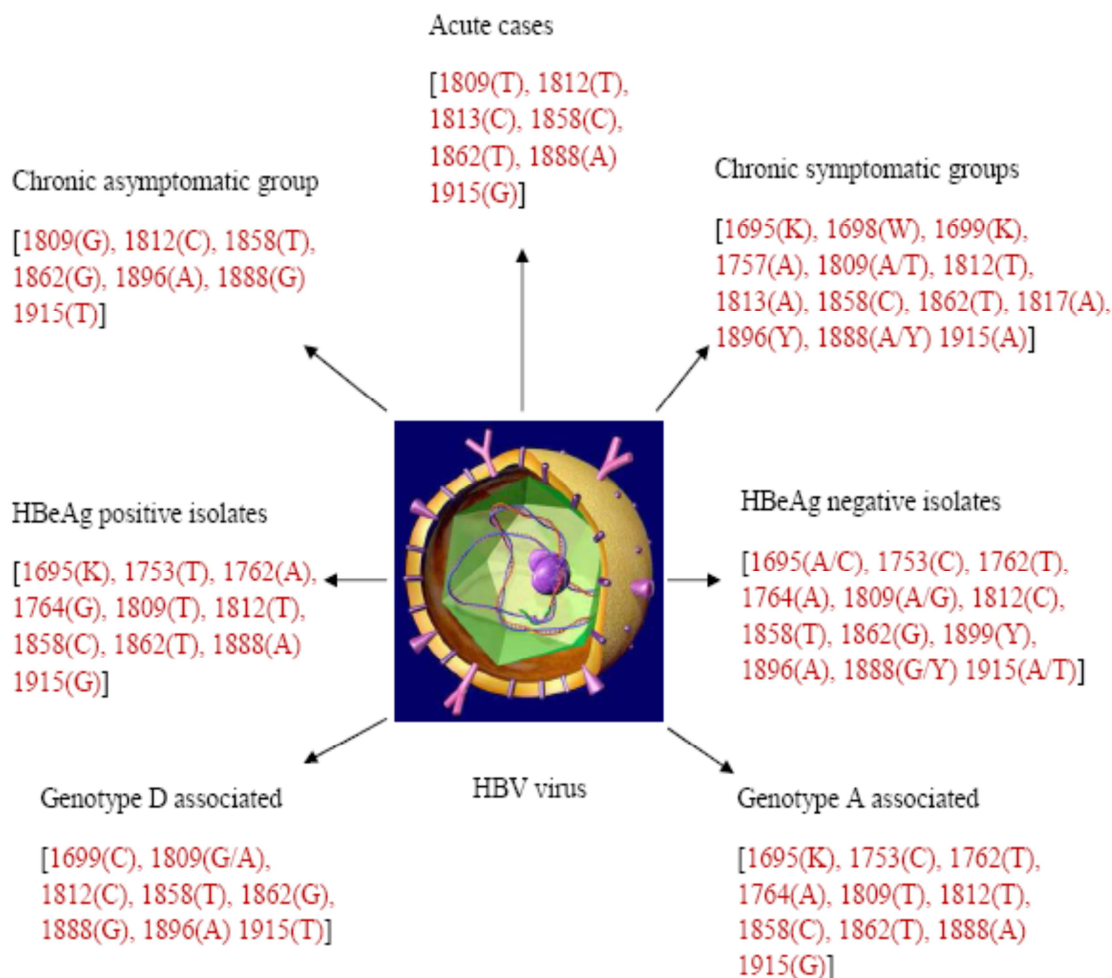 Acute cases
[1809(T), 1812(T),
1813(C), 1858(C),
1862(T), 1888(A)
1915(G)]
Chronic asymptomatic group
[1809(G), 1812(C), 1858(T),
1862(G), 1896(A), 1888(G)
1915(T)]
Chronic symptomatic groups
[1695(K), 1698(W), 1699(K),
1757(A), 1809(A/T), 1812(T),
1813(A), 1858(C), 1862(T), 1817(A),
1896(Y), 1888(A/Y) 1915(A)]
HBeAg positive isolates
[1695(K), 1753(T), 1762(A),
1764(G), 1809(T), 1812(T),
1858(C), 1862(T), 1888(A)
1915(G)]
HBeAg negative isolates
[1695(A/C), 1753(C), 1762(T),
1764(A), 1809(A/G), 1812(C),
1858(T), 1862(G), 1899(Y),
1896(A), 1888(G/Y) 1915(A/T)]
HBV virus
Genotype D associated
[1699(C), 1809(G/A),
1812(C), 1858(T), 1862(G),
1888(G), 1896(A) 1915(T)]
Genotype A associated
[1695(K), 1753(C), 1762(T),
1764(A), 1809(T), 1812(T),
1858(C), 1862(T), 1888(A)
1915(G)]